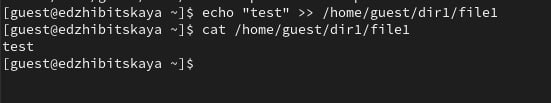 [guest@edzhibitskaya ~]$ echo "test" >> /home/guest/dir1/file1
[guest@edzhibitskaya ~]$ cat /home/guest/dir1/file1
test
[guest@edzhibitskaya ~]$